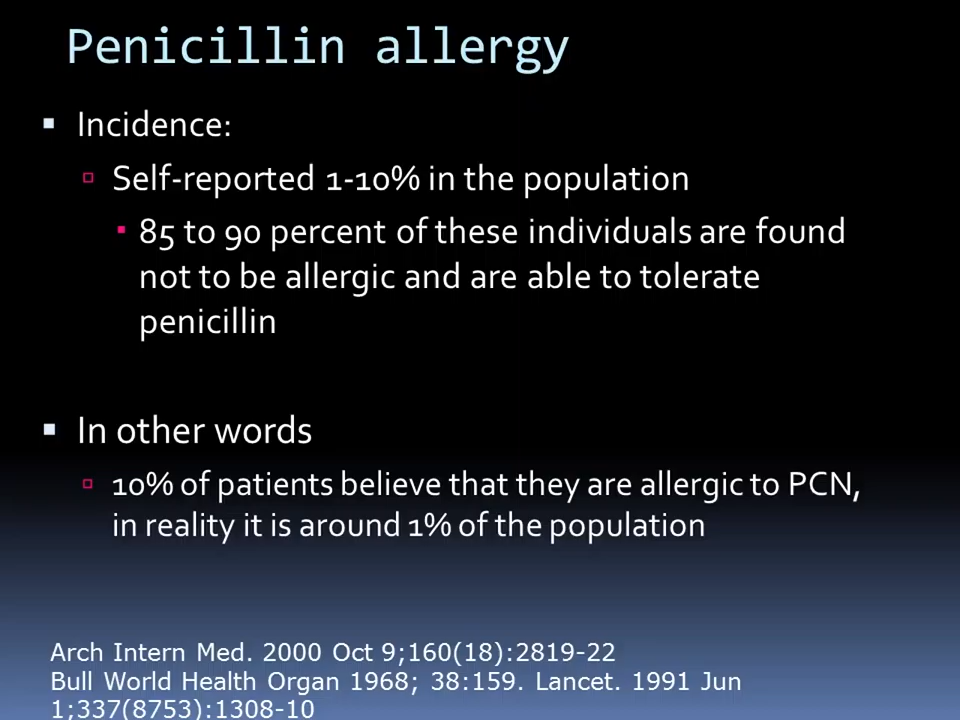 Penicillin allergy
Incidence:
Self-reported 1-10% in the population
85 to 90 percent of these individuals are found
not to be allergic and are able to tolerate
penicillin
In other words
10% of patients believe that they are allergic to PCN,
in reality it is around 1% of the population
Arch Intern Med. 2000 Oct 9;160(18):2819-22
Bull World Health Organ 1968; 38:159. Lancet. 1991 Jun
1;337(8753):1308-10